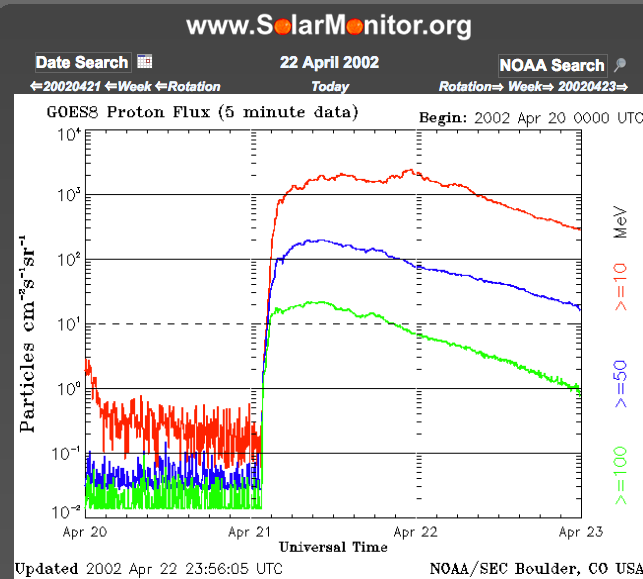 www.SolarMonitor.org
Date Search 22 April 2002 NOAA Search
⇐20020421 ⇐Week ⇐Rotation Today Rotation⇒ Week⇒ 20020423⇒
GOES8 Proton Flux (5 minute data) Begin: 2002 Apr 20 0000 UTC
Particles cm⁻²s⁻¹sr⁻¹
10⁴
10³
10²
10¹
10⁰
10⁻¹
10⁻²
MeV
>=10
>=50
>=100
Apr 20 Apr 21 Apr 22 Apr 23
Universal Time
Updated 2002 Apr 22 23:56:05 UTC NOAA/SEC Boulder, CO USA